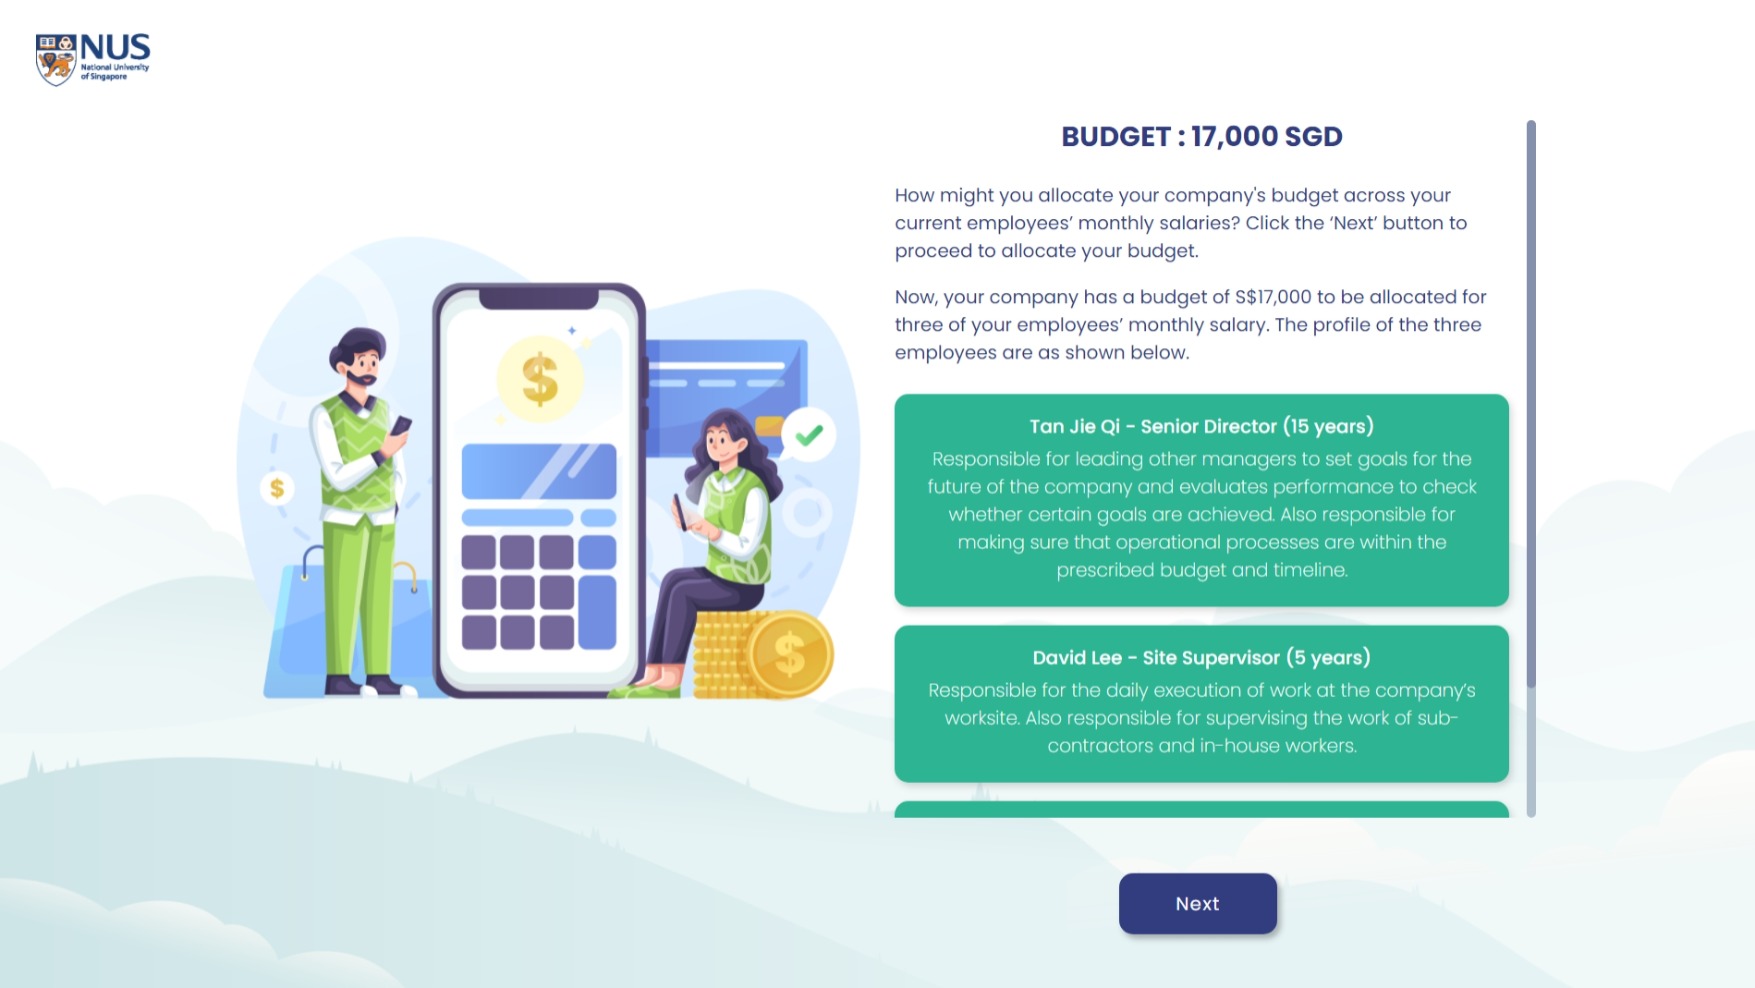 NUS
National University
of Singapore
BUDGET : 17,000 SGD
How might you allocate your company's budget across your
current employees’ monthly salaries? Click the ‘Next’ button to
proceed to allocate your budget.
Now, your company has a budget of S$17,000 to be allocated for
three of your employees’ monthly salary. The profile of the three
employees are as shown below.
$
$
$
Tan Jie Qi - Senior Director (15 years)
Responsible for leading other managers to set goals for the
future of the company and evaluates performance to check
whether certain goals are achieved. Also responsible for
making sure that operational processes are within the
prescribed budget and timeline.
David Lee - Site Supervisor (5 years)
Responsible for the daily execution of work at the company’s
worksite. Also responsible for supervising the work of sub-
contractors and in-house workers.
Next